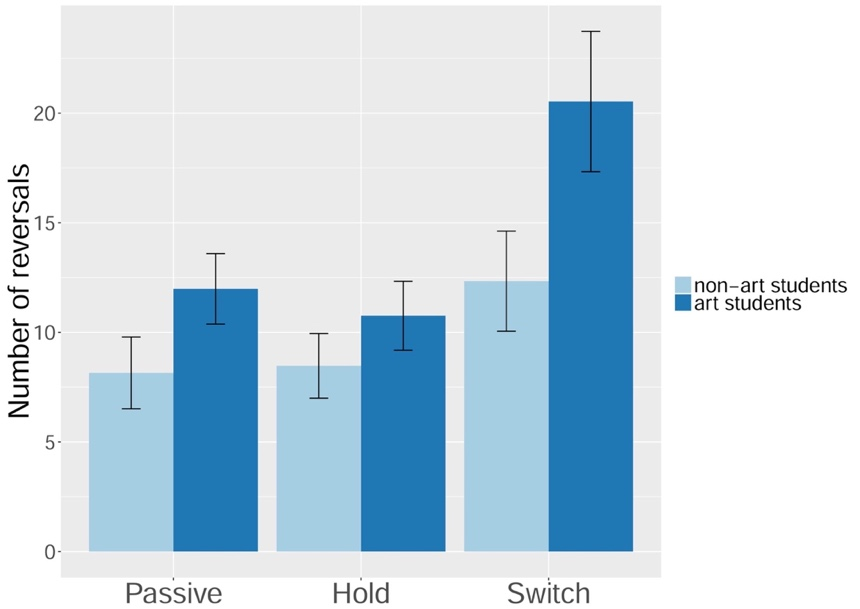 Number of reversals
20
15
10
5
0
Passive Hold Switch
non-art students
art students